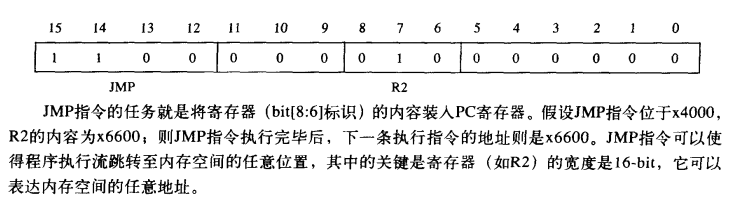 15 14 13 12 11 10 9 8 7 6 5 4 3 2 1 0
1 1 0 0 0 0 0 0 1 0 0 0 0 0 0 0
JMP R2
JMP指令的任务就是将寄存器（bit[8:6]标识）的内容装入PC寄存器。假设JMP指令位于x4000，
R2的内容为x6600；则JMP指令执行完毕后，下一条执行指令的地址则是x6600。JMP指令可以使
得程序执行流跳转至内存空间的任意位置，其中的关键是寄存器（如R2）的宽度是16-bit，它可以
表达内存空间的任意地址。